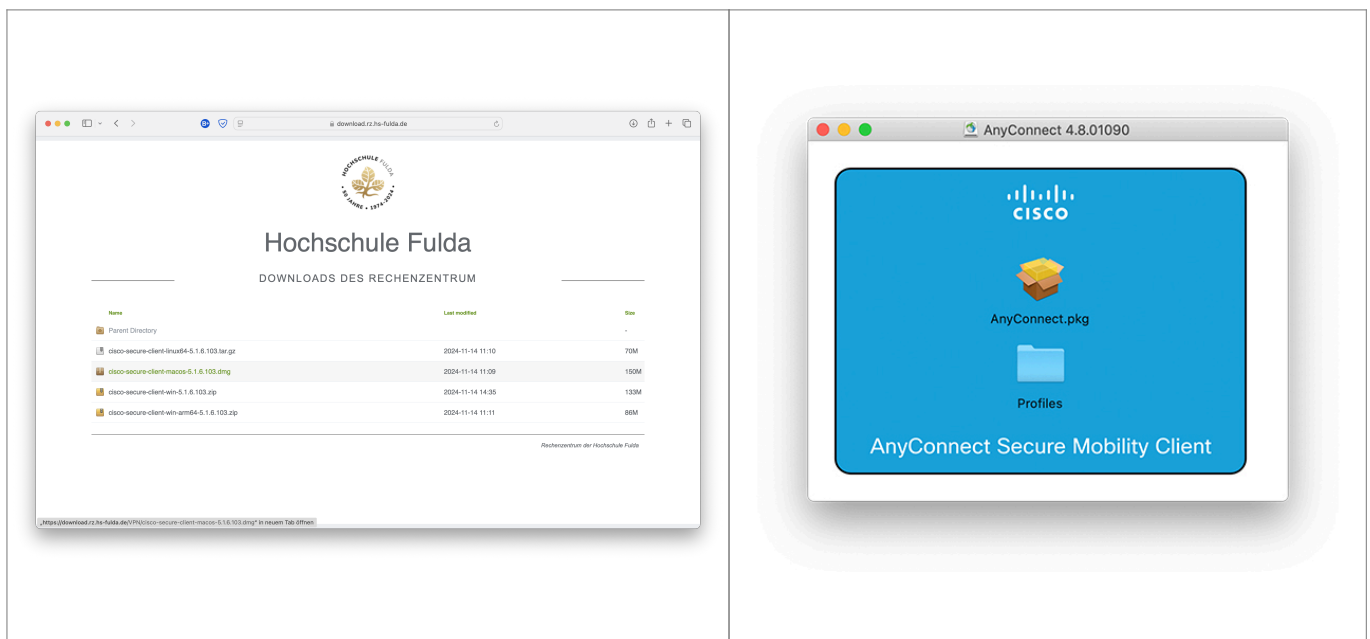 download.rz.hs-fulda.de
HOCHSCHULE FULDA
• 50 JAHRE • 1974-2024 •
Hochschule Fulda
DOWNLOADS DES RECHENZENTRUM
Name Last modified Size
Parent Directory -
cisco-secure-client-linux64-5.1.6.103.tar.gz 2024-11-14 11:10 70M
cisco-secure-client-macos-5.1.6.103.dmg 2024-11-14 11:09 150M
cisco-secure-client-win-5.1.6.103.zip 2024-11-14 14:35 133M
cisco-secure-client-win-arm64-5.1.6.103.zip 2024-11-14 11:11 86M
Rechenzentrum der Hochschule Fulda
„https://download.rz.hs-fulda.de/VPN/cisco-secure-client-macos-5.1.6.103.dmg“ in neuem Tab öffnen
AnyConnect 4.8.01090
CISCO
AnyConnect.pkg
Profiles
AnyConnect Secure Mobility Client